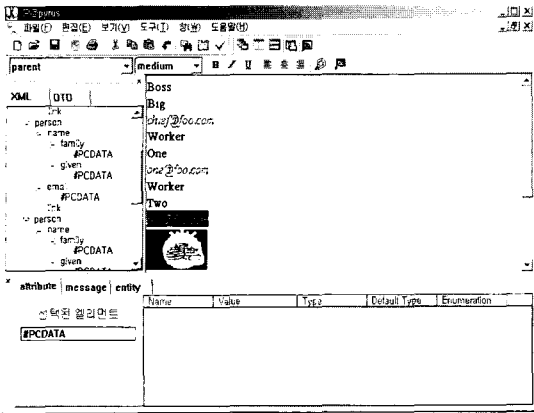 파일(F) 편집(E) 보기(V) 도구(T) 창(W) 도움말(H)
parent
medium
B I U
XML DTD
link
person
name
family
#PCDATA
given
#PCDATA
email
#PCDATA
link
person
name
family
#PCDATA
given
#PCDATA
Boss
Big
chief@foo.com
Worker
One
one@foo.com
Worker
Two
attribute message entity
선택된 엘리먼트
#PCDATA
Name Value Type Default Type Enumeration